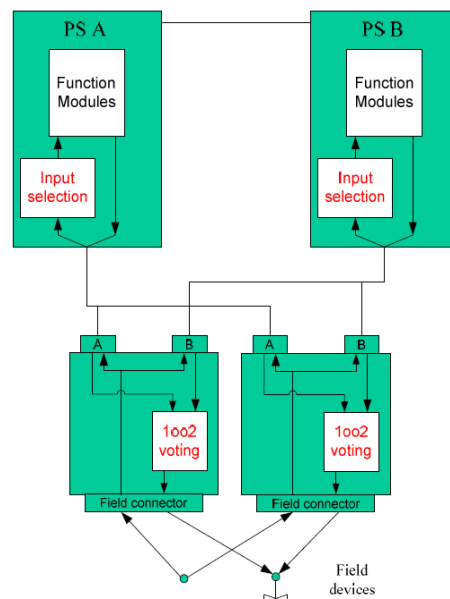 PS A
PS B
Function
Modules
Function
Modules
Input
selection
Input
selection
A
B
A
B
1oo2
voting
1oo2
voting
Field connector
Field connector
Field
devices